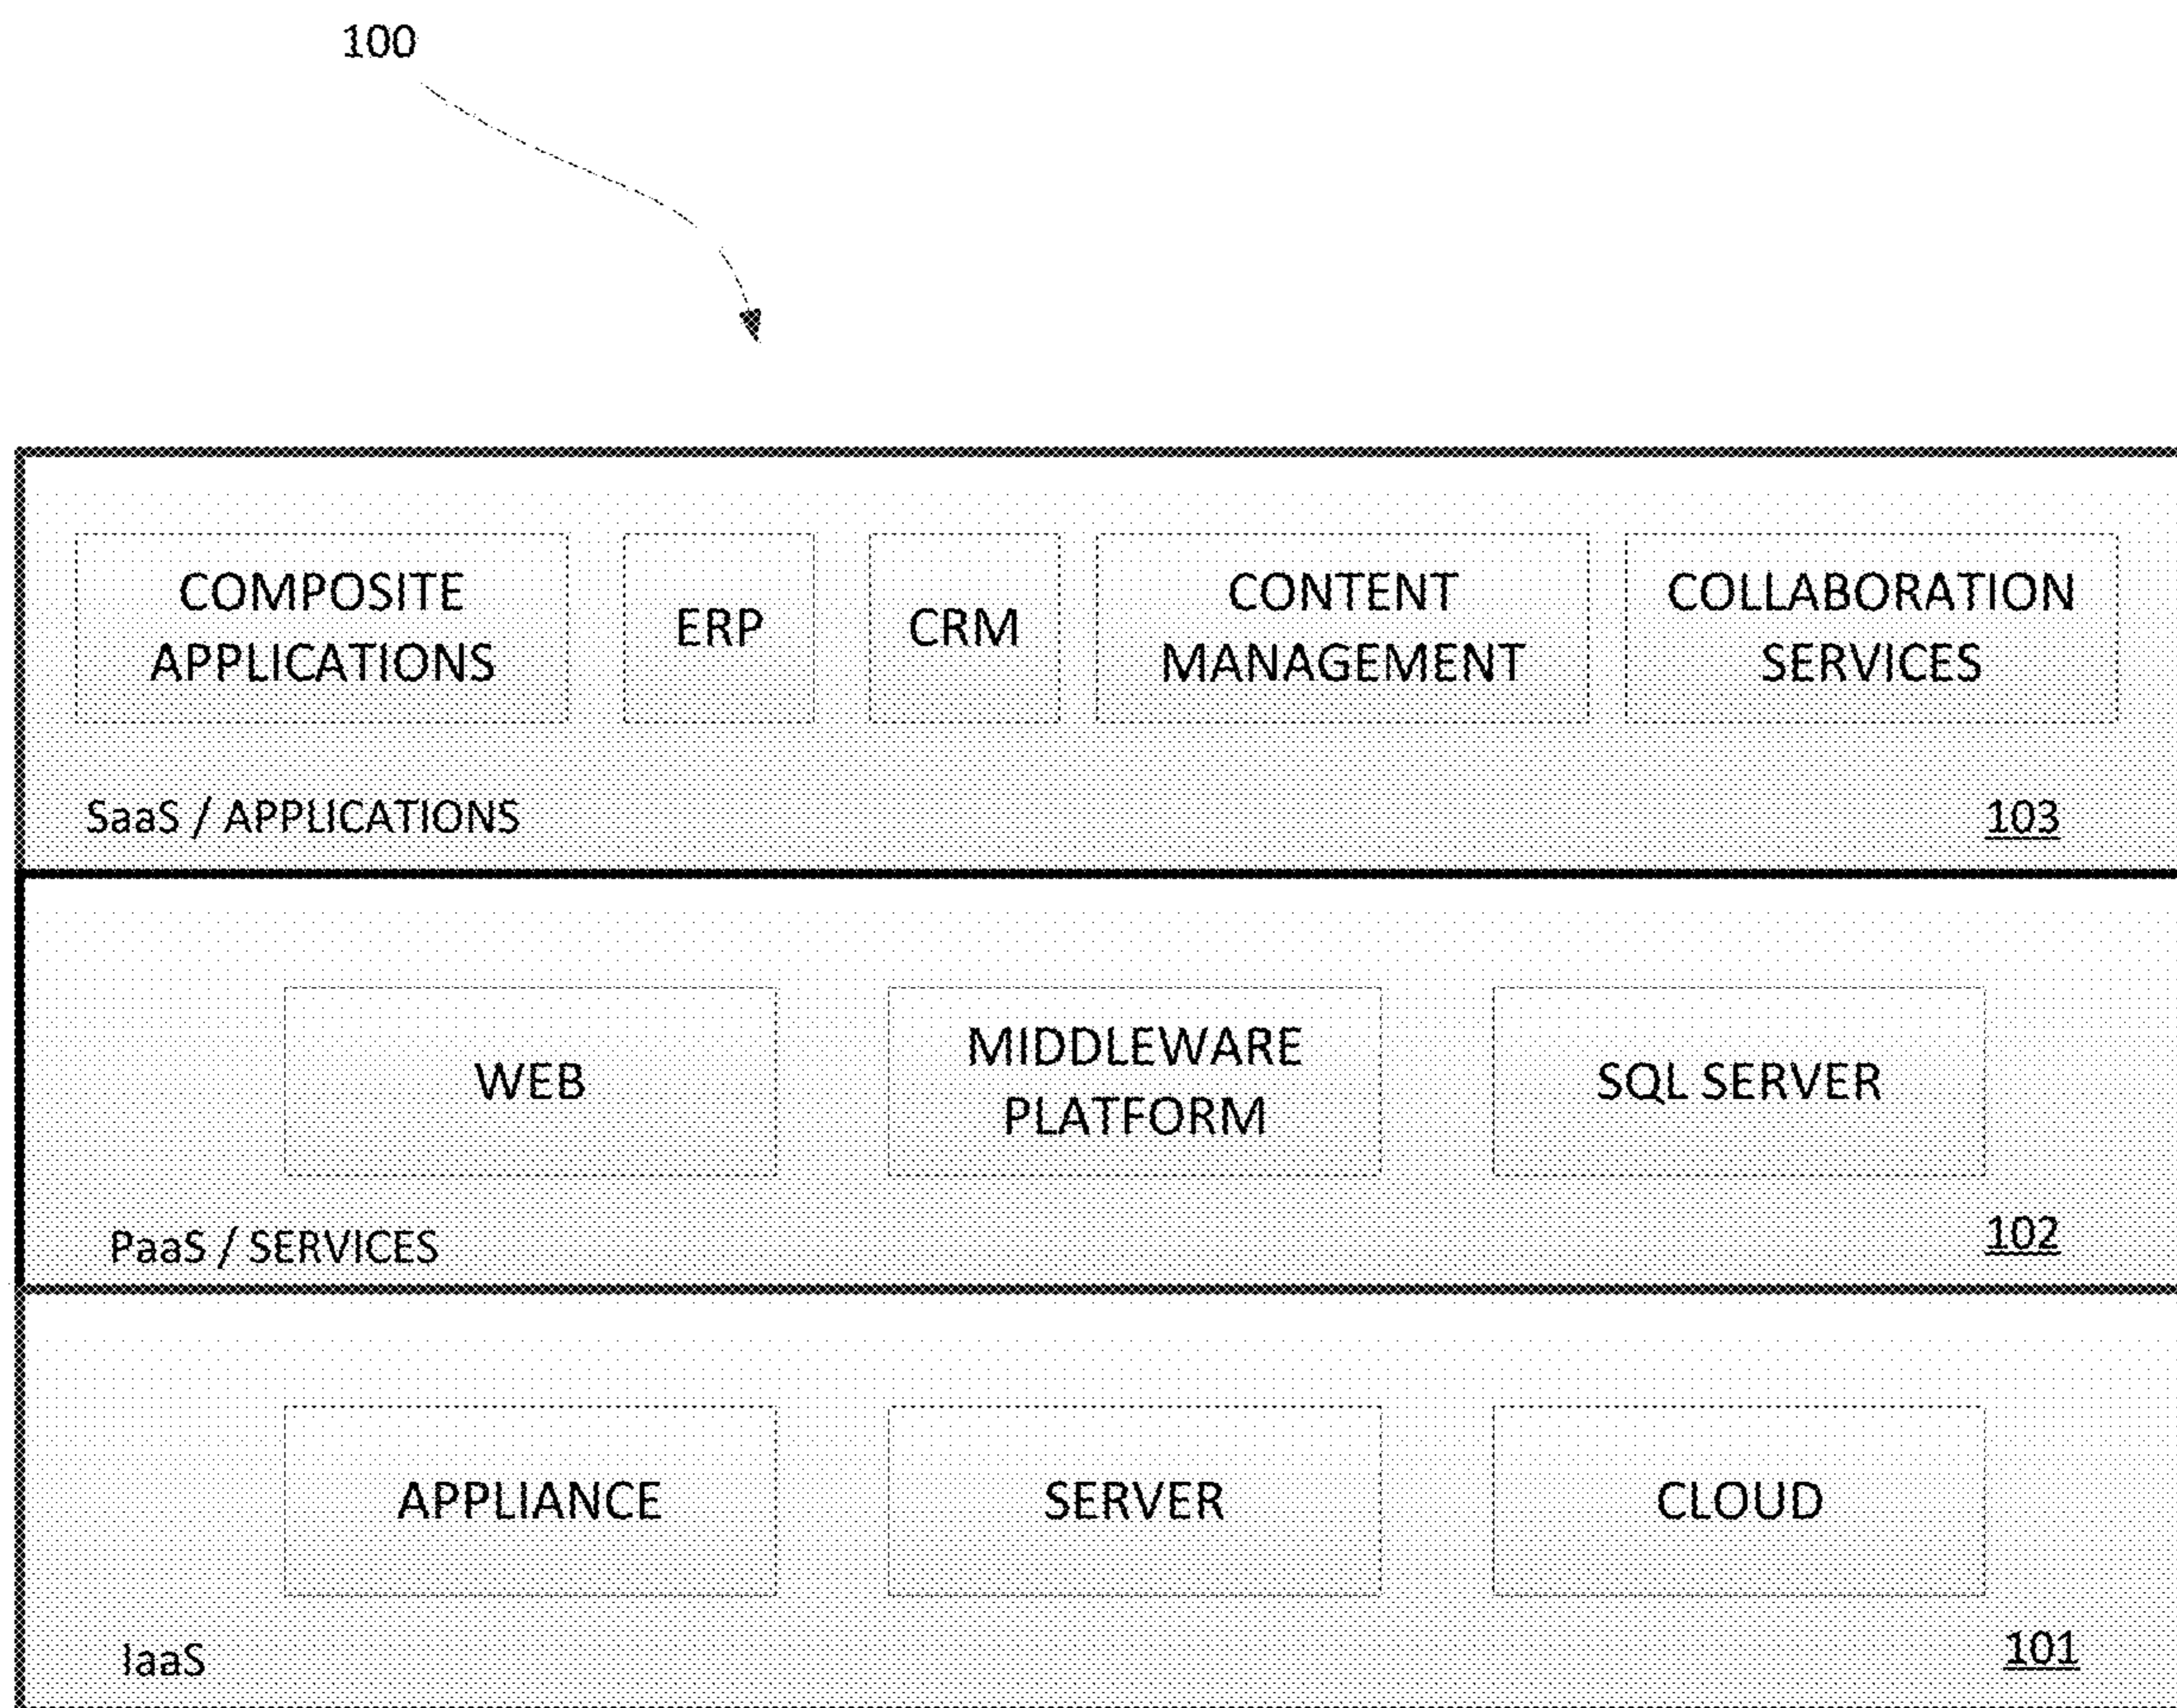 100
COMPOSITE
APPLICATIONS
ERP
CRM
CONTENT
MANAGEMENT
COLLABORATION
SERVICES
SaaS / APPLICATIONS
103
WEB
MIDDLEWARE
PLATFORM
SQL SERVER
PaaS / SERVICES
102
APPLIANCE
SERVER
CLOUD
IaaS
101